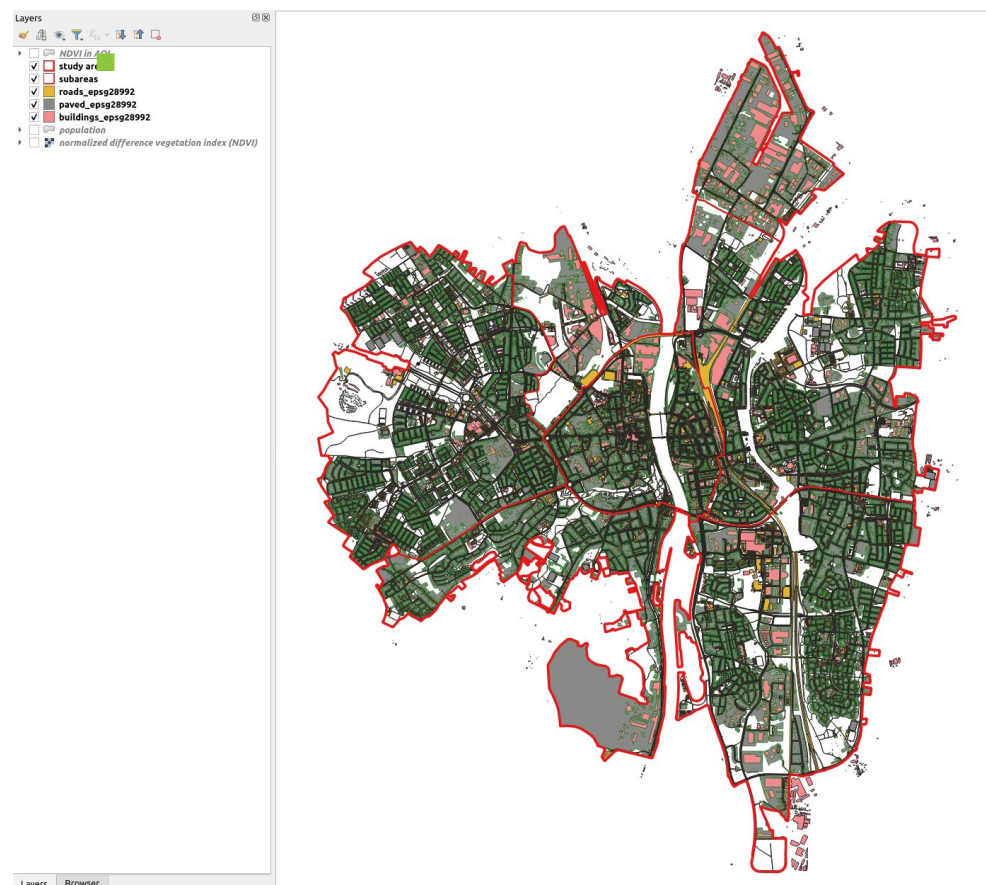 Layers
NDVI in AOI
study are
subareas
roads_epsg28992
paved_epsg28992
buildings_epsg28992
population
normalized difference vegetation index (NDVI)
Layers Browser